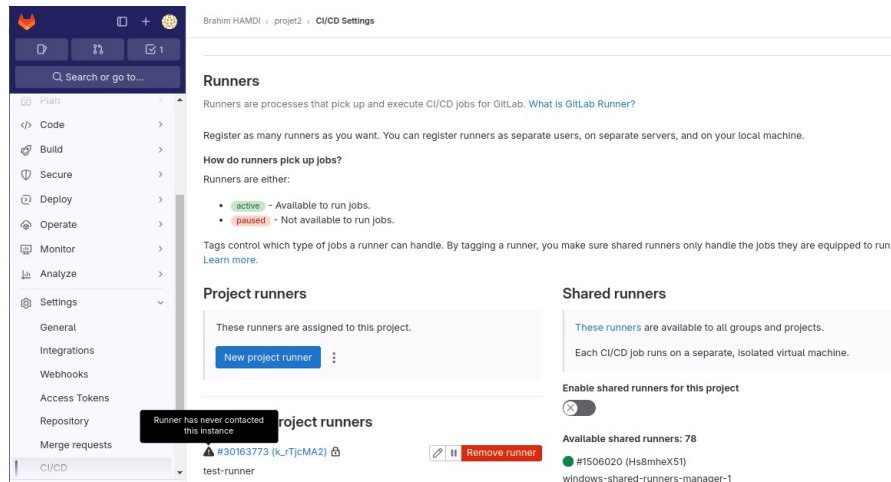 Brahim HAMDI › projet2 › CI/CD Settings
1
Search or go to...
Plan
Code
Build
Secure
Deploy
Operate
Monitor
Analyze
Settings
General
Integrations
Webhooks
Access Tokens
Repository
Merge requests
CI/CD
Runners
Runners are processes that pick up and execute CI/CD jobs for GitLab. What is GitLab Runner?
Register as many runners as you want. You can register runners as separate users, on separate servers, and on your local machine.
How do runners pick up jobs?
Runners are either:
• active - Available to run jobs.
• paused - Not available to run jobs.
Tags control which type of jobs a runner can handle. By tagging a runner, you make sure shared runners only handle the jobs they are equipped to run
Learn more.
Project runners
These runners are assigned to this project.
New project runner
Runner has never contacted
this instance
roject runners
#30163773 (k_rTjcMA2)
Remove runner
test-runner
Shared runners
These runners are available to all groups and projects.
Each CI/CD job runs on a separate, isolated virtual machine.
Enable shared runners for this project
Available shared runners: 78
#1506020 (Hs8mheX51)
windows-shared-runners-manager-1